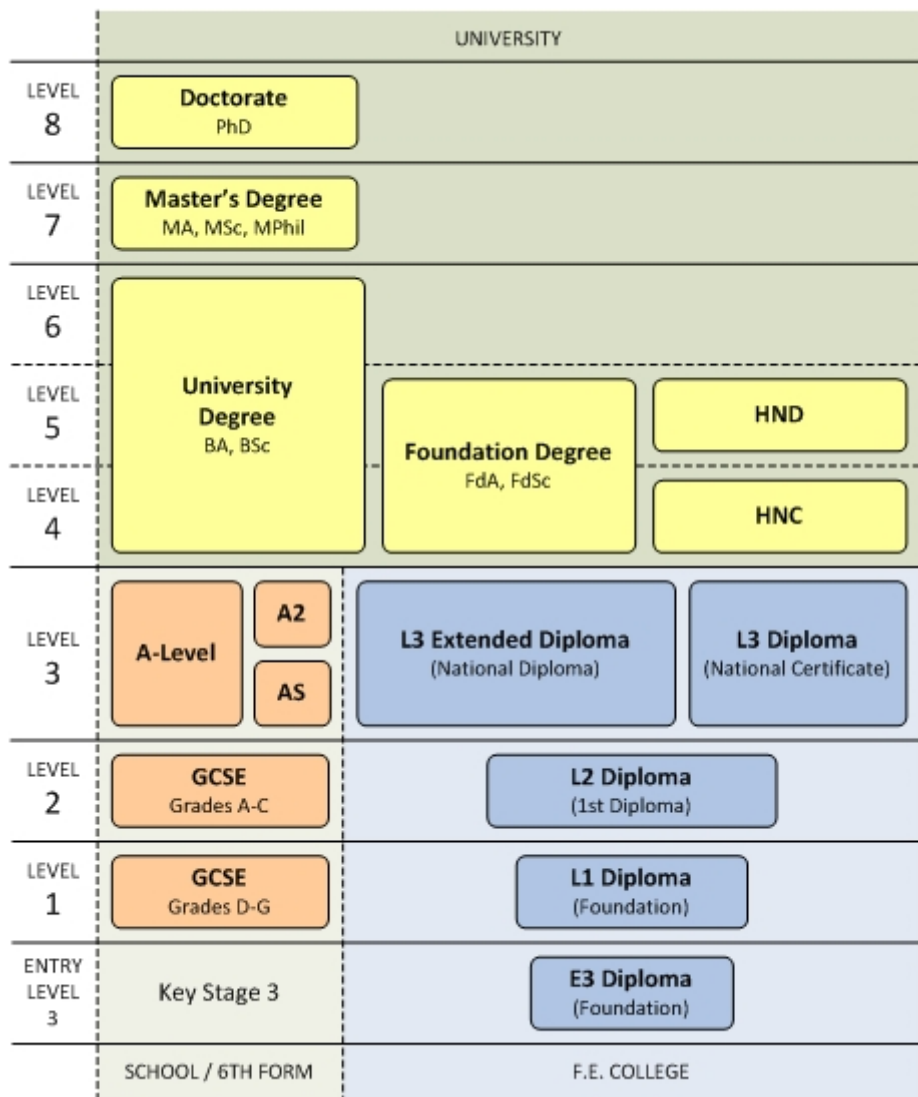 UNIVERSITY
LEVEL
8
Doctorate
PhD
LEVEL
7
Master's Degree
MA, MSc, MPhil
LEVEL
6
University
Degree
BA, BSc
LEVEL
5
Foundation Degree
FdA, FdSc
HND
LEVEL
4
HNC
LEVEL
3
A-Level
A2
AS
L3 Extended Diploma
(National Diploma)
L3 Diploma
(National Certificate)
LEVEL
2
GCSE
Grades A-C
L2 Diploma
(1st Diploma)
LEVEL
1
GCSE
Grades D-G
L1 Diploma
(Foundation)
ENTRY
LEVEL
3
Key Stage 3
E3 Diploma
(Foundation)
SCHOOL / 6TH FORM
F.E. COLLEGE